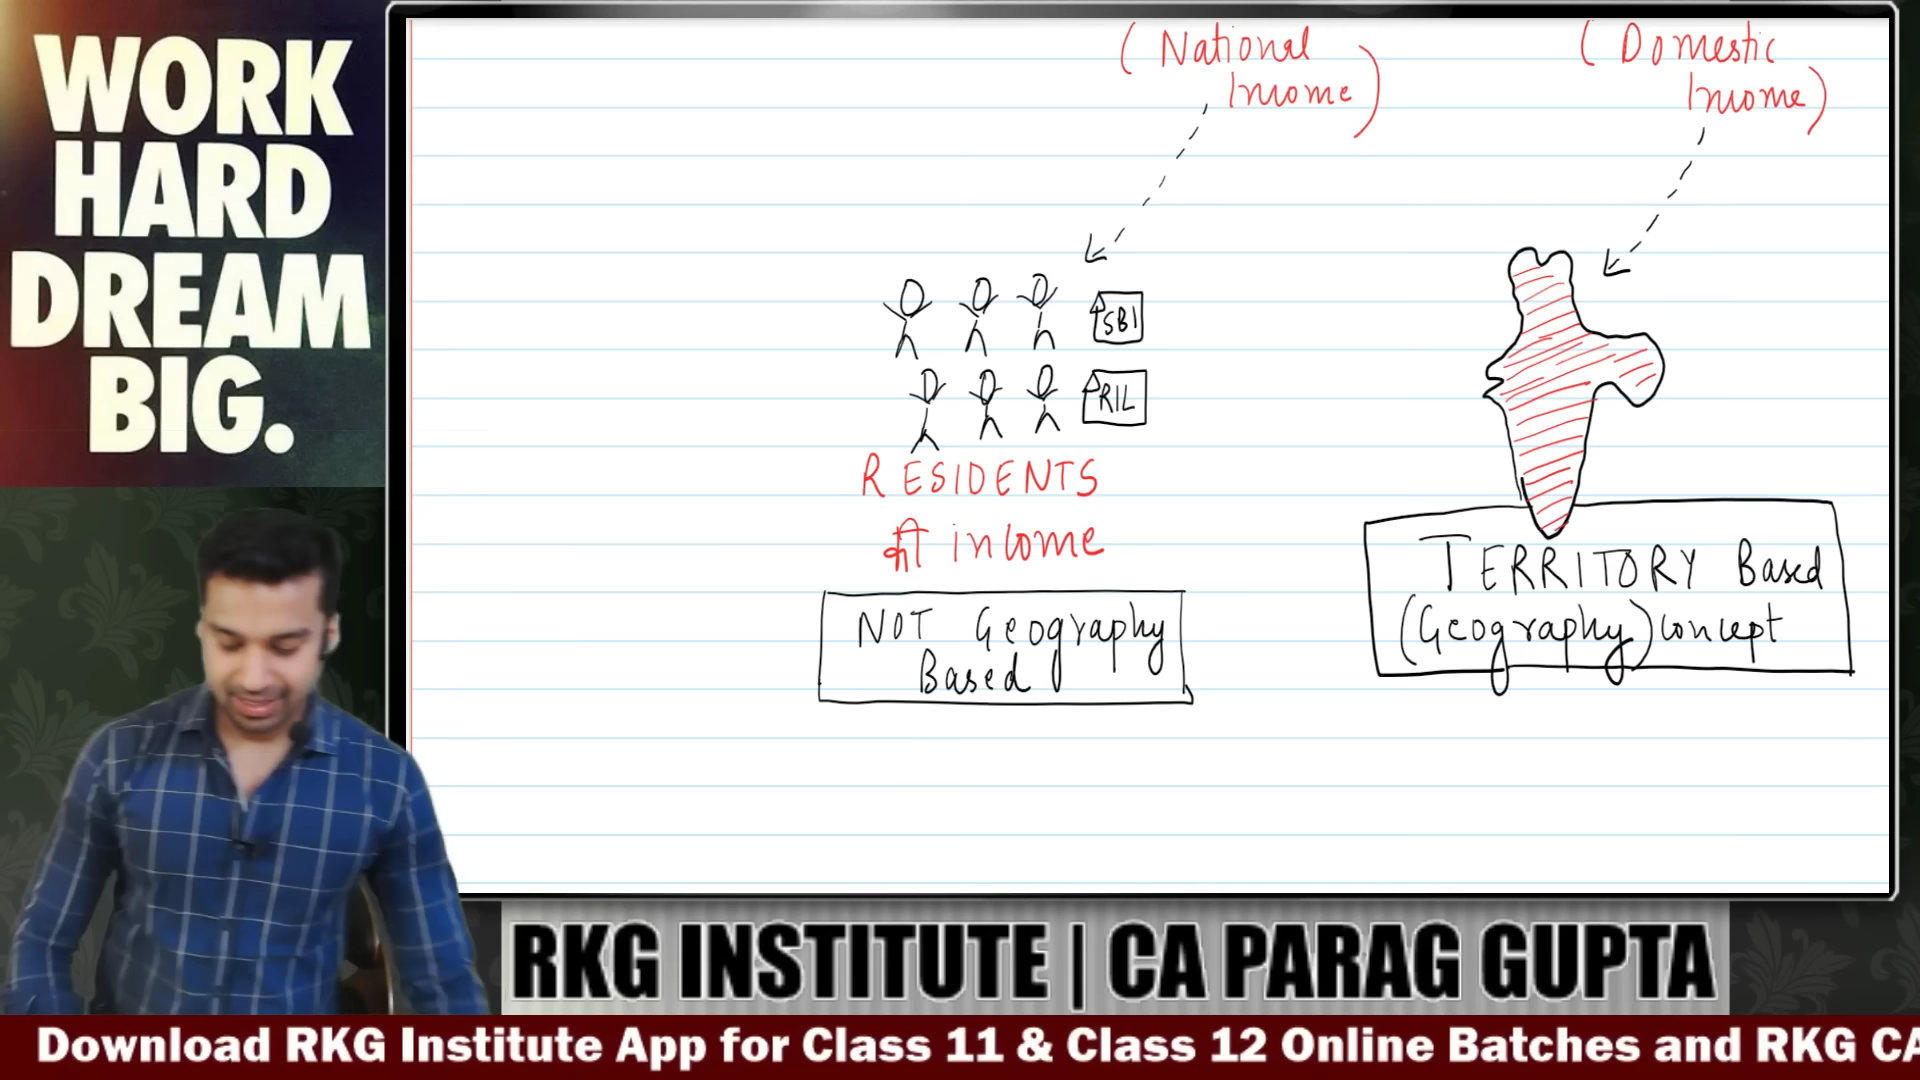 WORK
HARD
DREAM
BIG.
( National
Income )
( Domestic
Income )
SBI
RIL
RESIDENTS
की income
NOT Geography
Based
TERRITORY Based
(Geography) concept
RKG INSTITUTE | CA PARAG GUPTA
Download RKG Institute App for Class 11 & Class 12 Online Batches and RKG CA